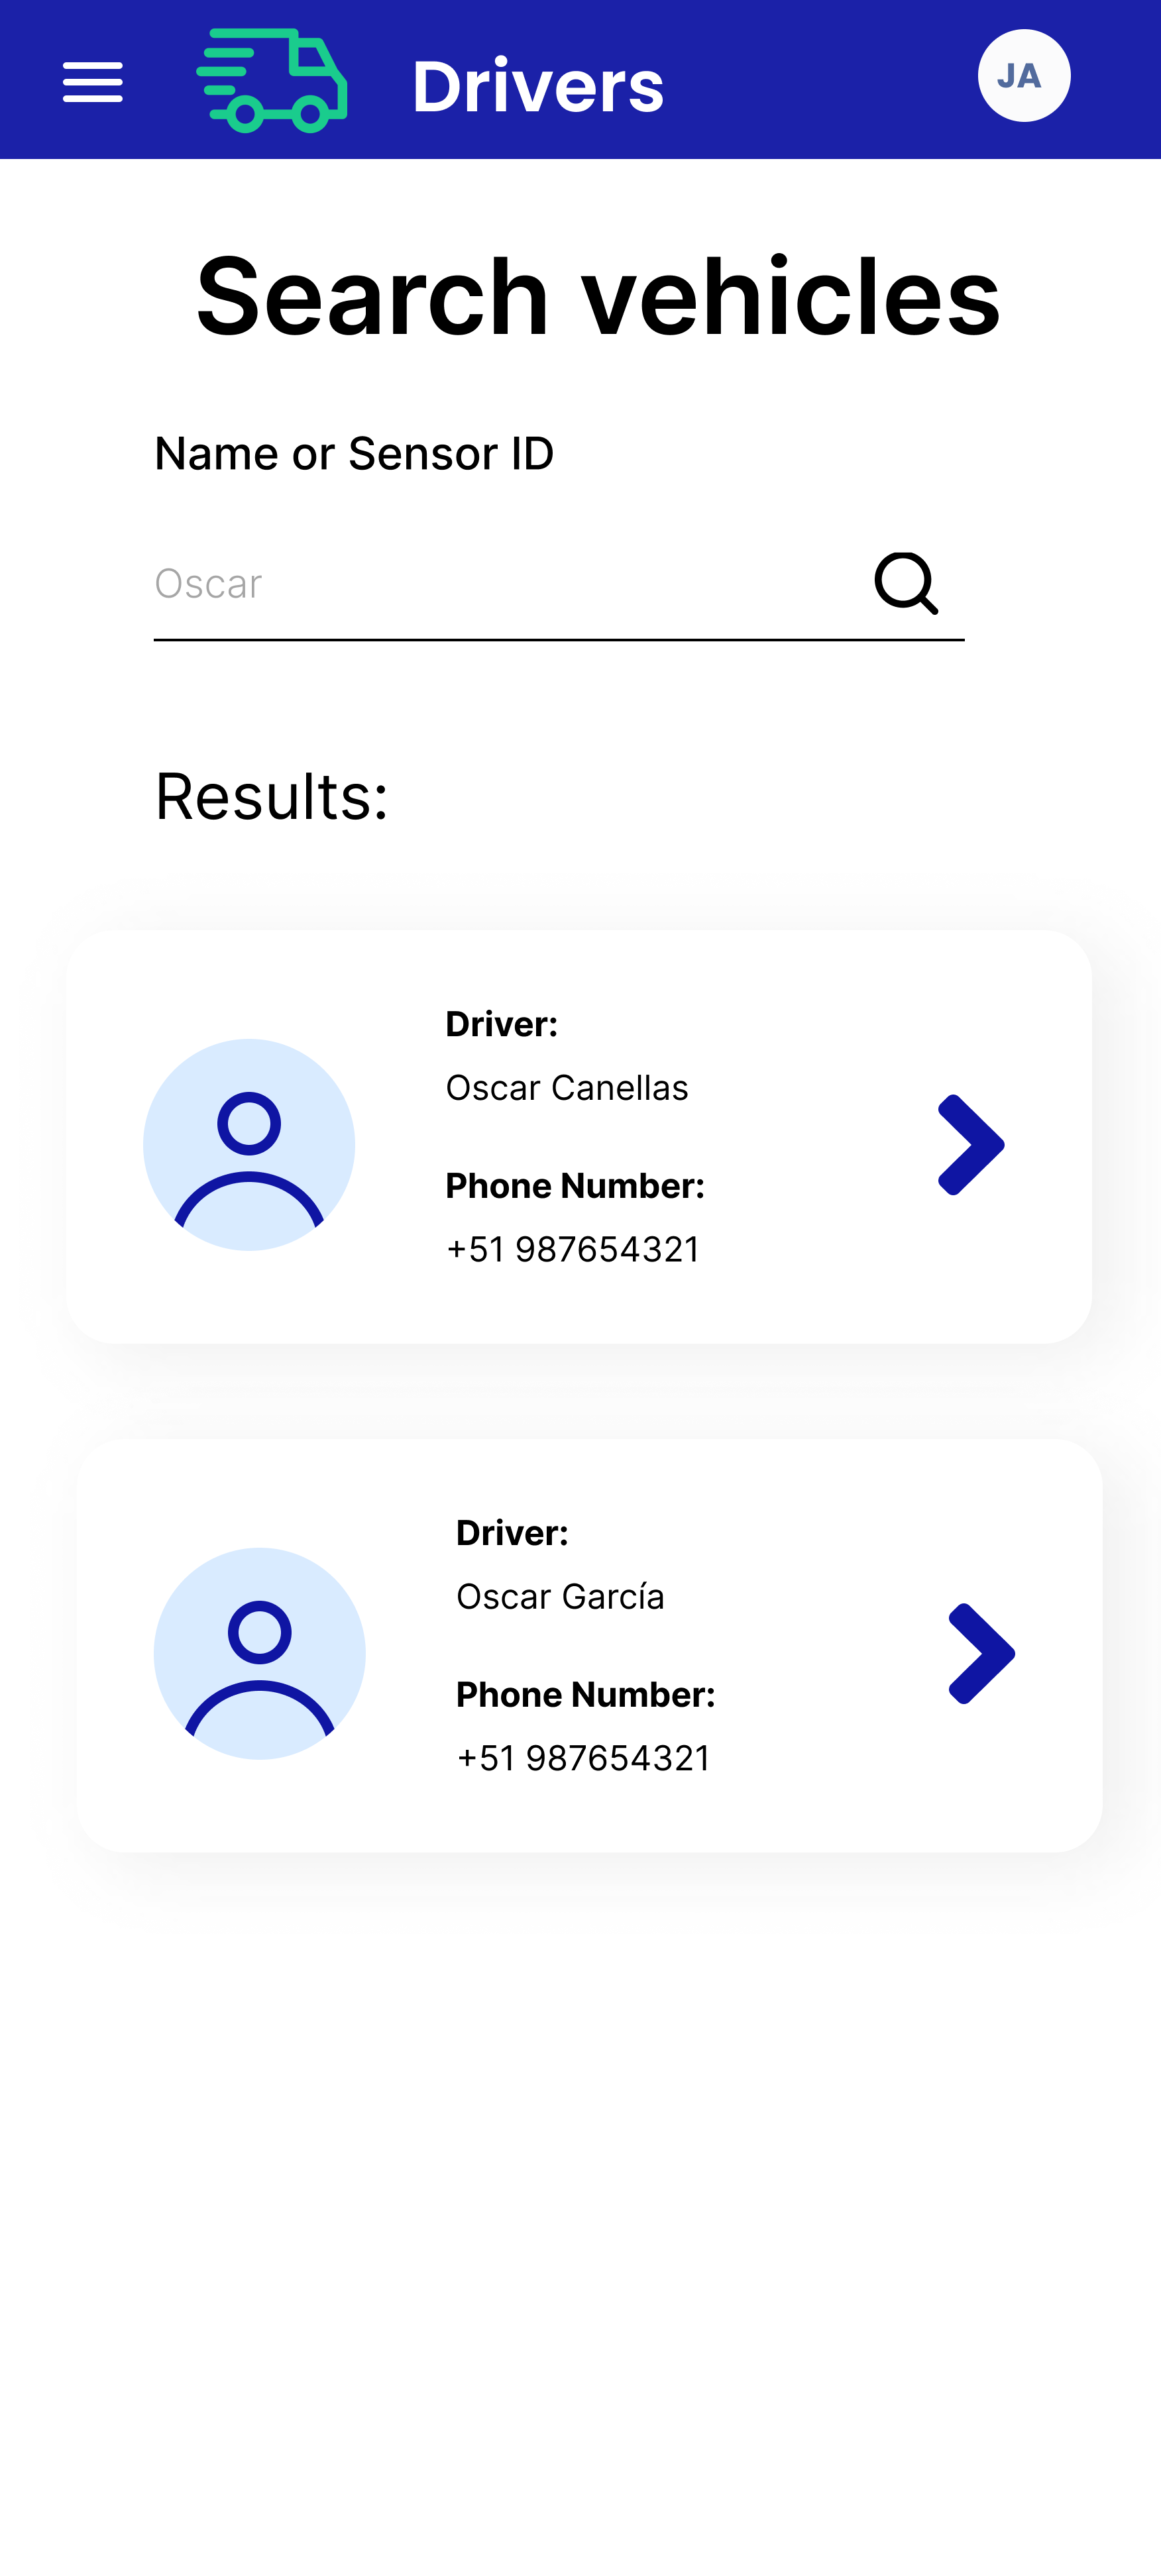 Drivers
JA
Search vehicles
Name or Sensor ID
Oscar
Results:
Driver:
Oscar Canellas
Phone Number:
+51 987654321
Driver:
Oscar García
Phone Number:
+51 987654321